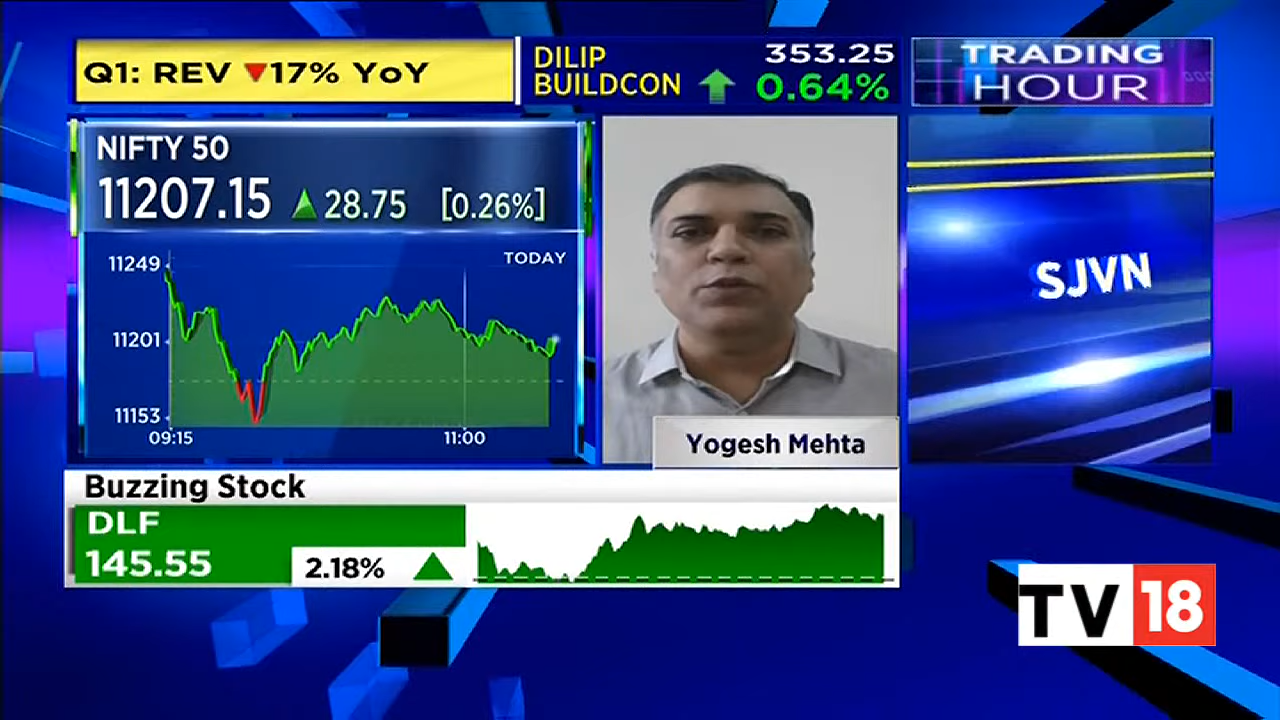 Q1: REV ▼17% YoY
DILIP BUILDCON
353.25
0.64%
TRADING
HOUR
NIFTY 50
11207.15 ▲ 28.75 [0.26%]
TODAY
11249
11201
11153
09:15 11:00
Yogesh Mehta
SJVN
Buzzing Stock
DLF
145.55 2.18%
TV 18